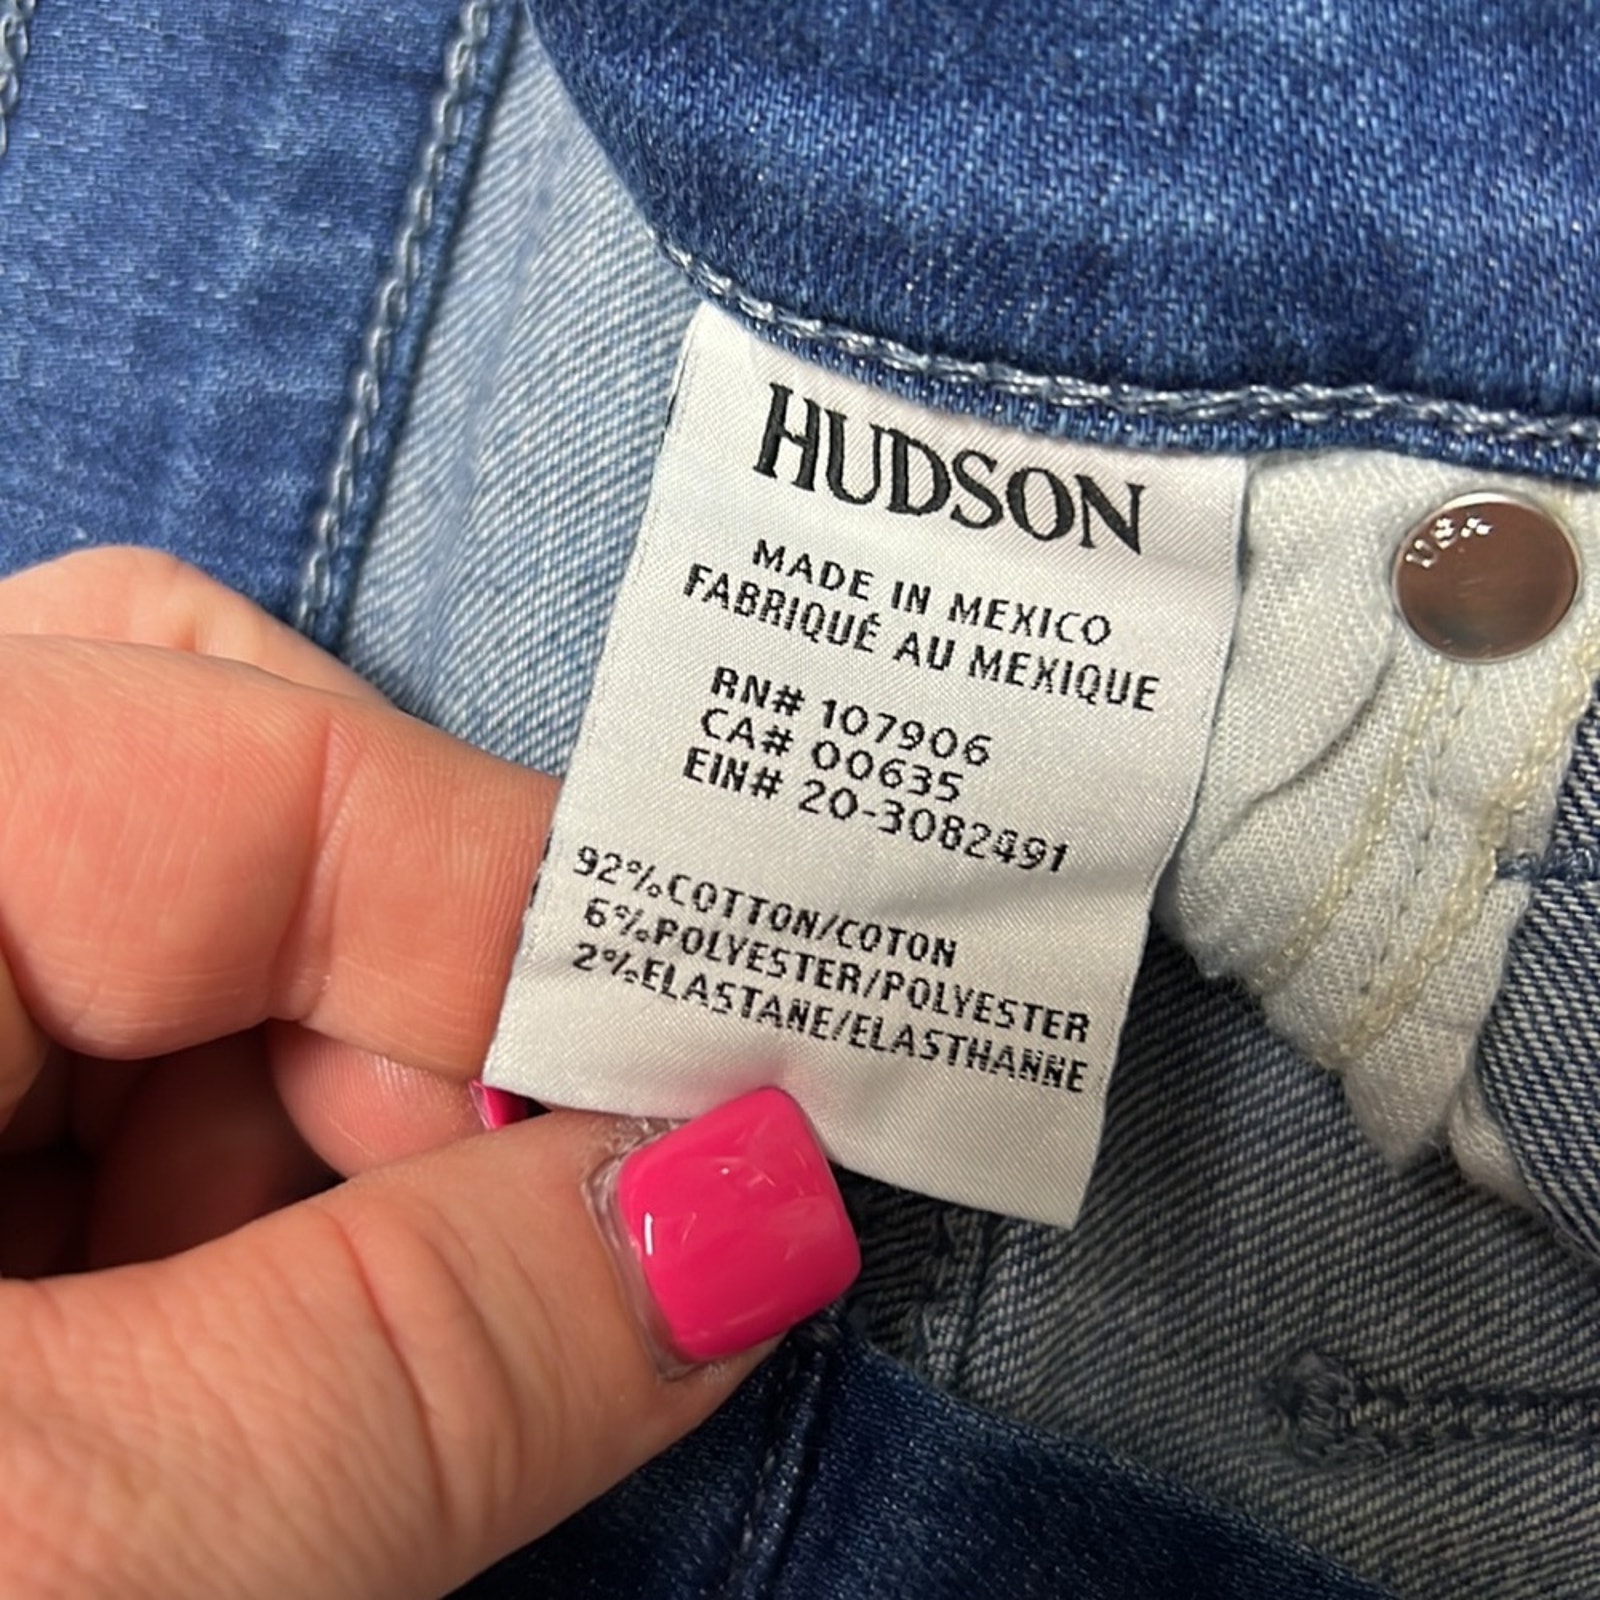 HUDSON
MADE IN MEXICO
FABRIQUÉ AU MEXIQUE
RN# 107906
CA# 00635
EIN# 20-3082491
92%COTTON/COTON
6%POLYESTER/POLYESTER
2%ELASTANE/ELASTHANNE